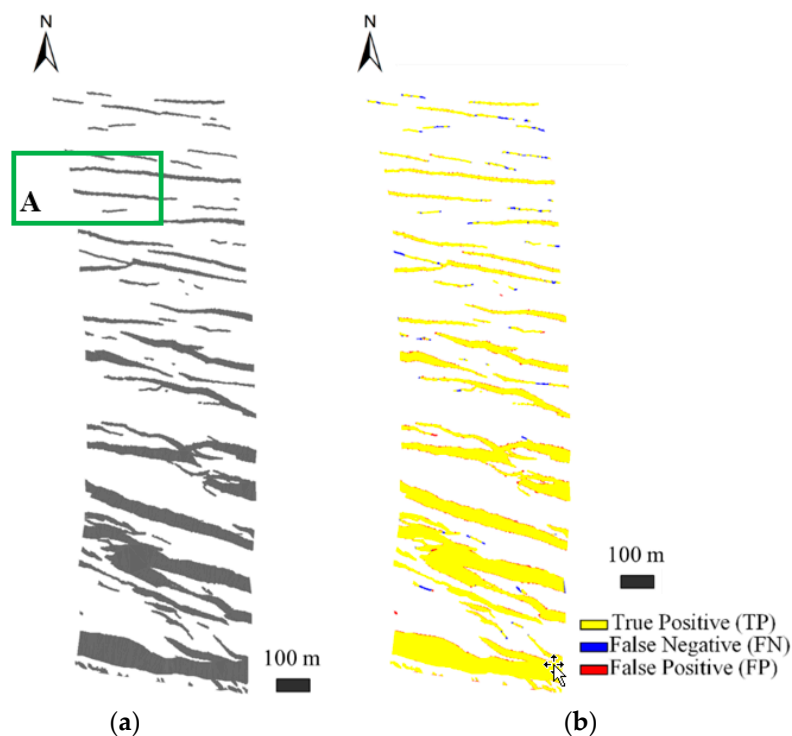 N
N
A
100 m
True Positive (TP)
False Negative (FN)
False Positive (FP)
100 m
(a)
(b)